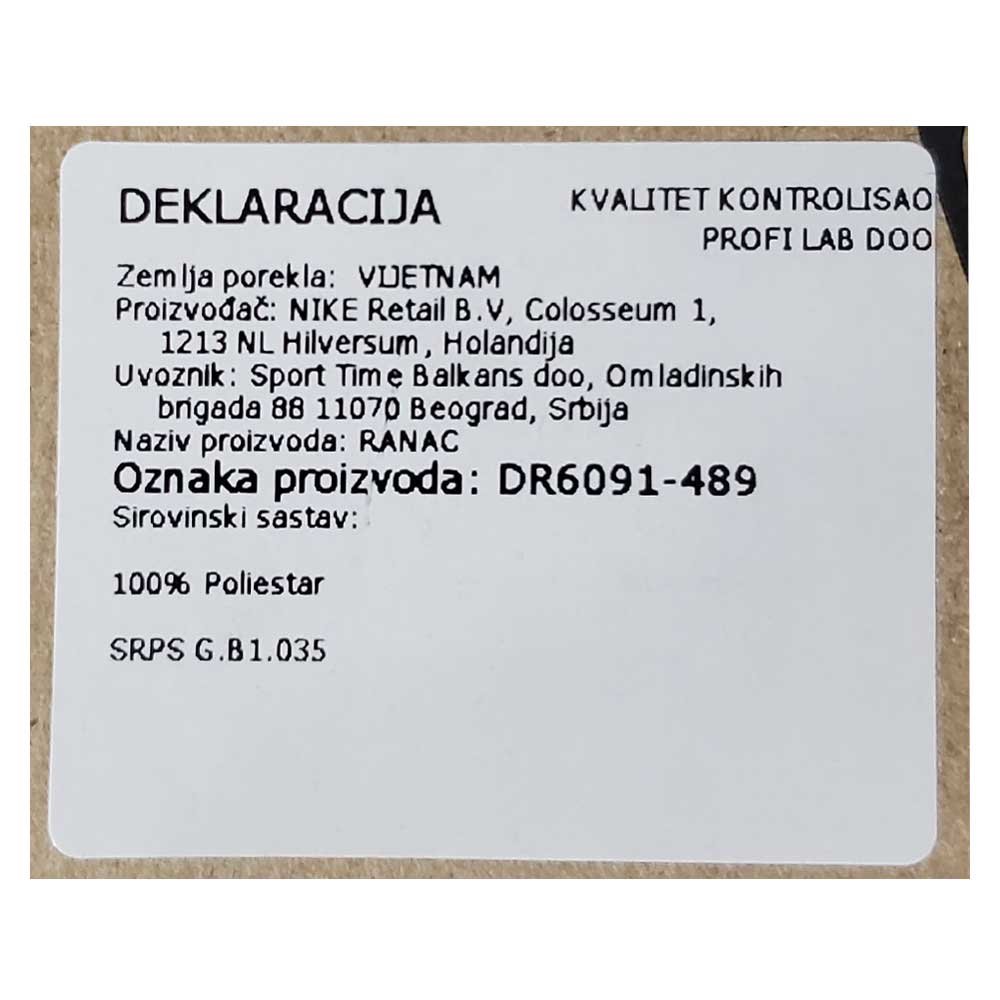 DEKLARACIJA
KVALITET KONTROLISAO
PROFI LAB DOO
Zemlja porekla: VIJETNAM
Proizvođač: NIKE Retail B.V, Colosseum 1,
1213 NL Hilversum, Holandija
Uvoznik: Sport Time Balkans doo, Omladinskih
brigada 88 11070 Beograd, Srbija
Naziv proizvoda: RANAC
Oznaka proizvoda: DR6091-489
Sirovinski sastav:
100% Poliestar
SRPS G.B1.035